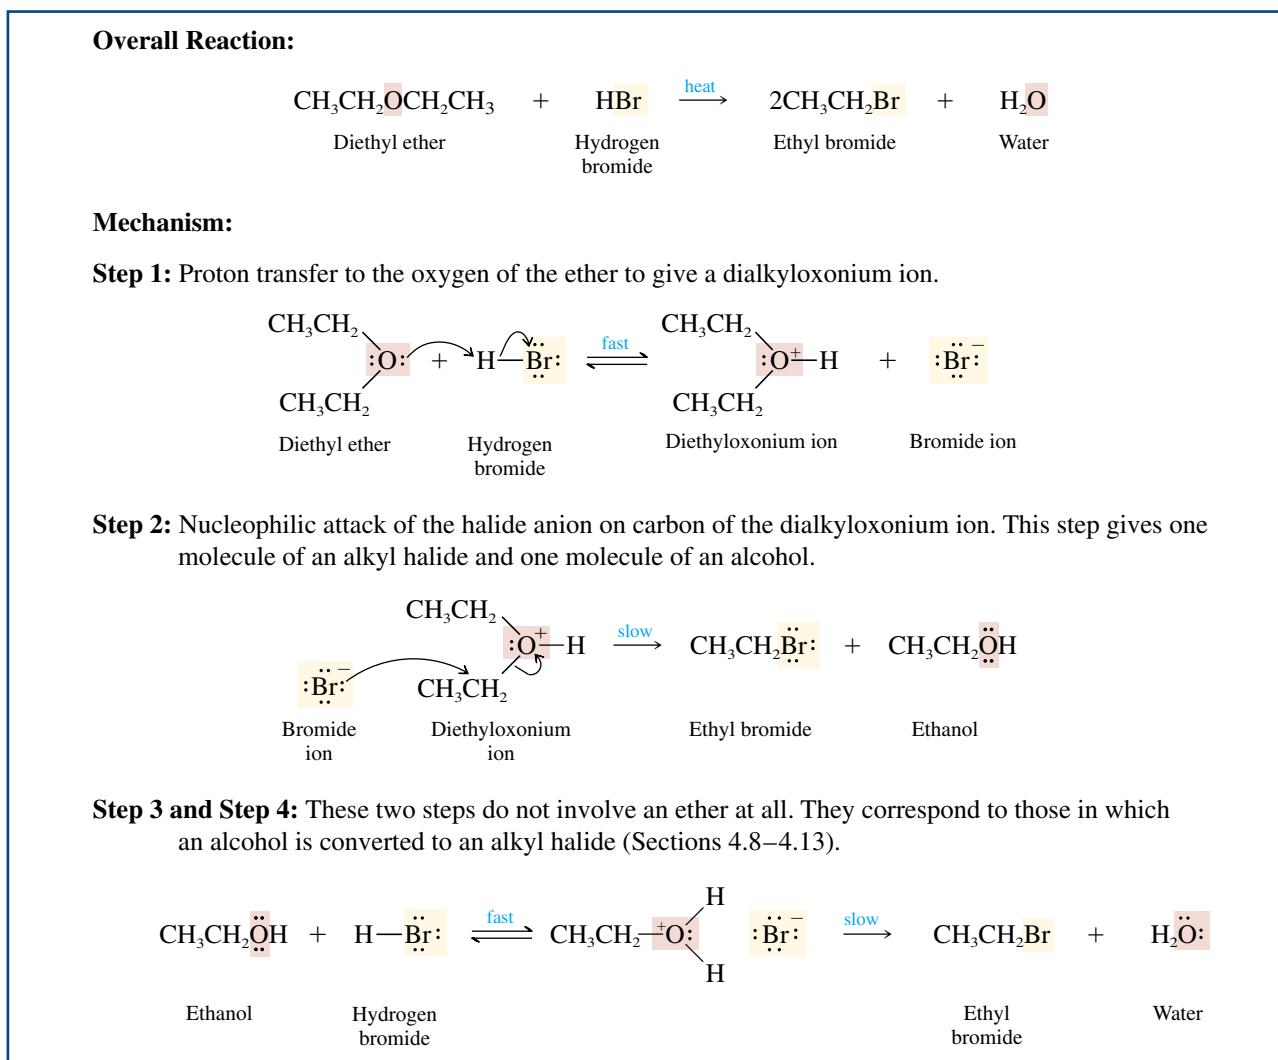 Overall Reaction:
CH₃CH₂OCH₂CH₃ + HBr heat → 2CH₃CH₂Br + H₂O
Diethyl ether Hydrogen bromide Ethyl bromide Water
Mechanism:
Step 1: Proton transfer to the oxygen of the ether to give a dialkyloxonium ion.
CH₃CH₂ CH₃CH₂
:O: + H—Br: fast ⇌ :O⁺—H + :Br:⁻
CH₃CH₂ CH₃CH₂
Diethyl ether Hydrogen bromide Diethyloxonium ion Bromide ion
Step 2: Nucleophilic attack of the halide anion on carbon of the dialkyloxonium ion. This step gives one
molecule of an alkyl halide and one molecule of an alcohol.
CH₃CH₂
:O⁺—H slow → CH₃CH₂Br: + CH₃CH₂OH
:Br:⁻ CH₃CH₂
Bromide ion Diethyloxonium ion Ethyl bromide Ethanol
Step 3 and Step 4: These two steps do not involve an ether at all. They correspond to those in which
an alcohol is converted to an alkyl halide (Sections 4.8–4.13).
H
CH₃CH₂OH + H—Br: fast ⇌ CH₃CH₂—⁺O: :Br:⁻ slow → CH₃CH₂Br + H₂O:
H
Ethanol Hydrogen bromide Ethyl bromide Water